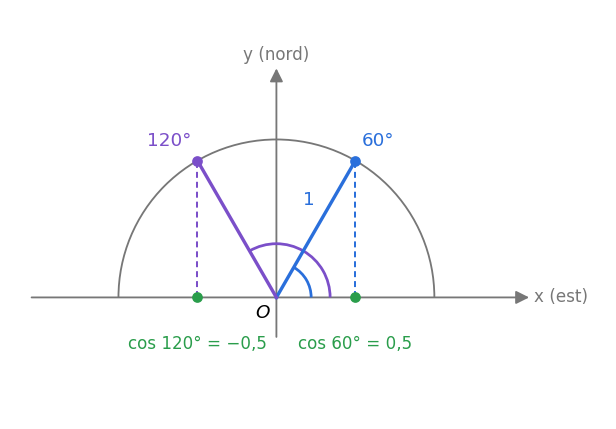 y (nord)
120°
60°
1
x (est)
O
cos 120° = −0,5
cos 60° = 0,5